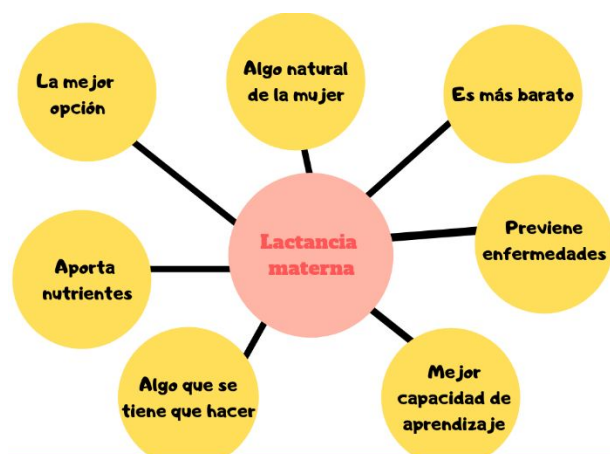 La mejor
opción
Algo natural
de la mujer
Es más barato
Lactancia
materna
Previene
enfermedades
Aporta
nutrientes
Algo que se
tiene que hacer
Mejor
capacidad de
aprendizaje